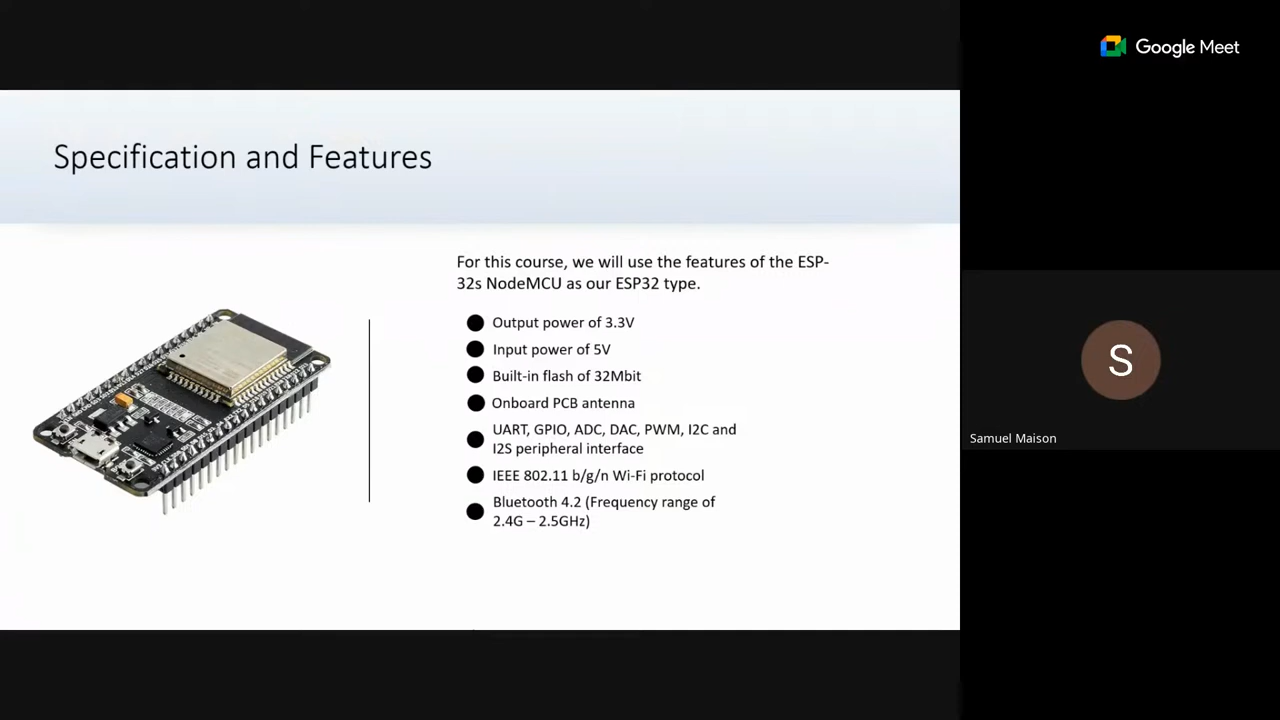 Google Meet
Specification and Features
For this course, we will use the features of the ESP-
32s NodeMCU as our ESP32 type.
Output power of 3.3V
Input power of 5V
Built-in flash of 32Mbit
Onboard PCB antenna
UART, GPIO, ADC, DAC, PWM, I2C and
I2S peripheral interface
IEEE 802.11 b/g/n Wi-Fi protocol
Bluetooth 4.2 (Frequency range of
2.4G – 2.5GHz)
S
Samuel Maison